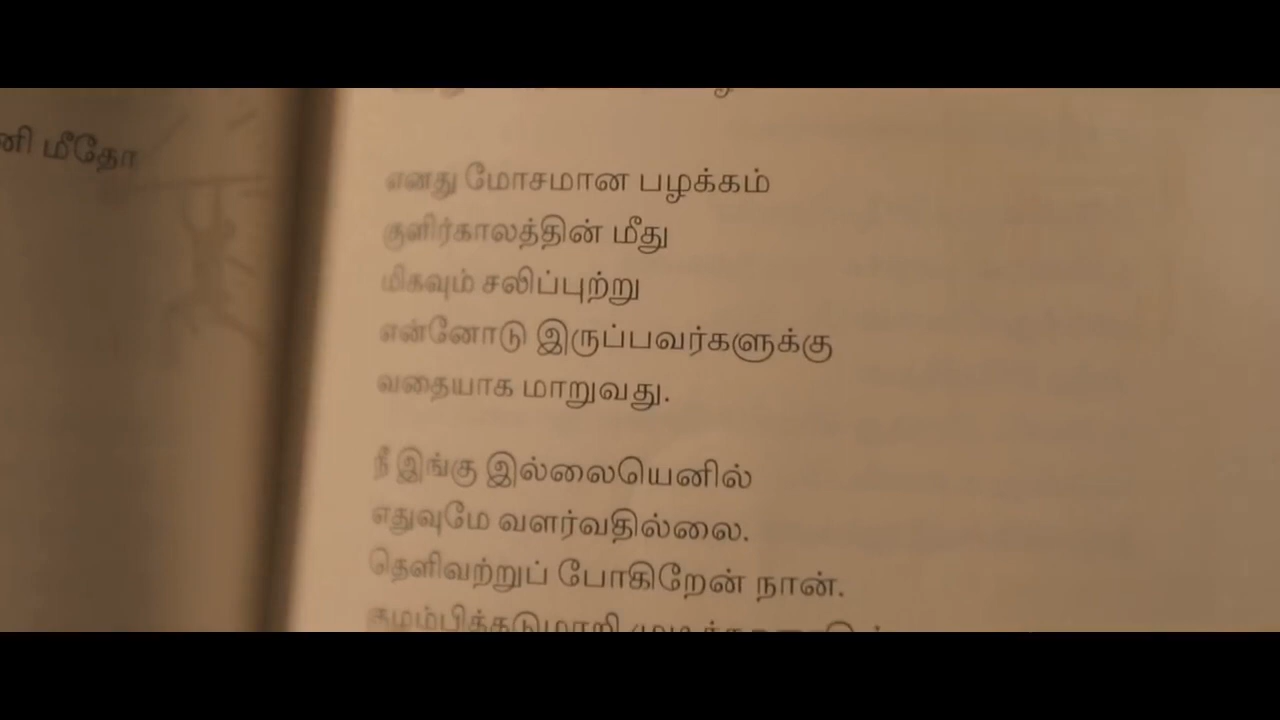 னி மீதோ
எனது மோசமான பழக்கம்
குளிர்காலத்தின் மீது
மிகவும் சலிப்புற்று
என்னோடு இருப்பவர்களுக்கு
வதையாக மாறுவது.
நீ இங்கு இல்லையெனில்
எதுவுமே வளர்வதில்லை.
தெளிவற்றுப் போகிறேன் நான்.